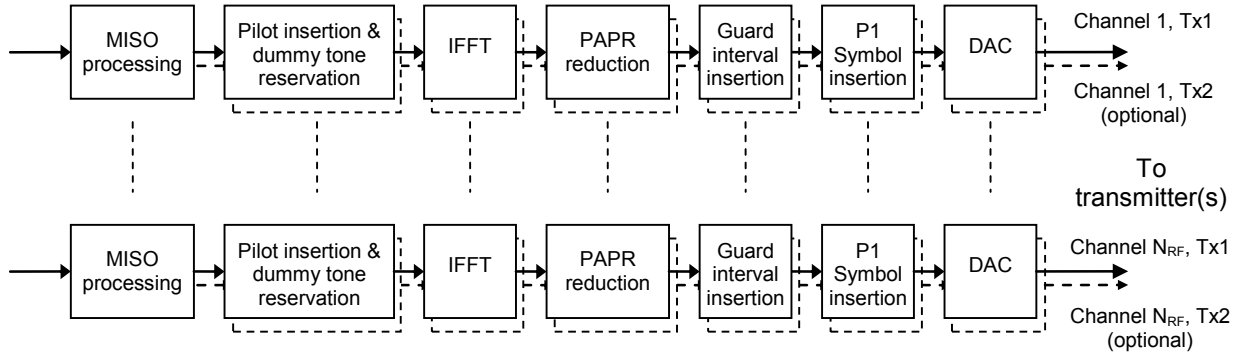 MISO
processing
Pilot insertion &
dummy tone
reservation
IFFT
PAPR
reduction
Guard
interval
insertion
P1
Symbol
insertion
DAC
Channel 1, Tx1
Channel 1, Tx2
(optional)
To
transmitter(s)
MISO
processing
Pilot insertion &
dummy tone
reservation
IFFT
PAPR
reduction
Guard
interval
insertion
P1
Symbol
insertion
DAC
Channel NRF, Tx1
Channel NRF, Tx2
(optional)